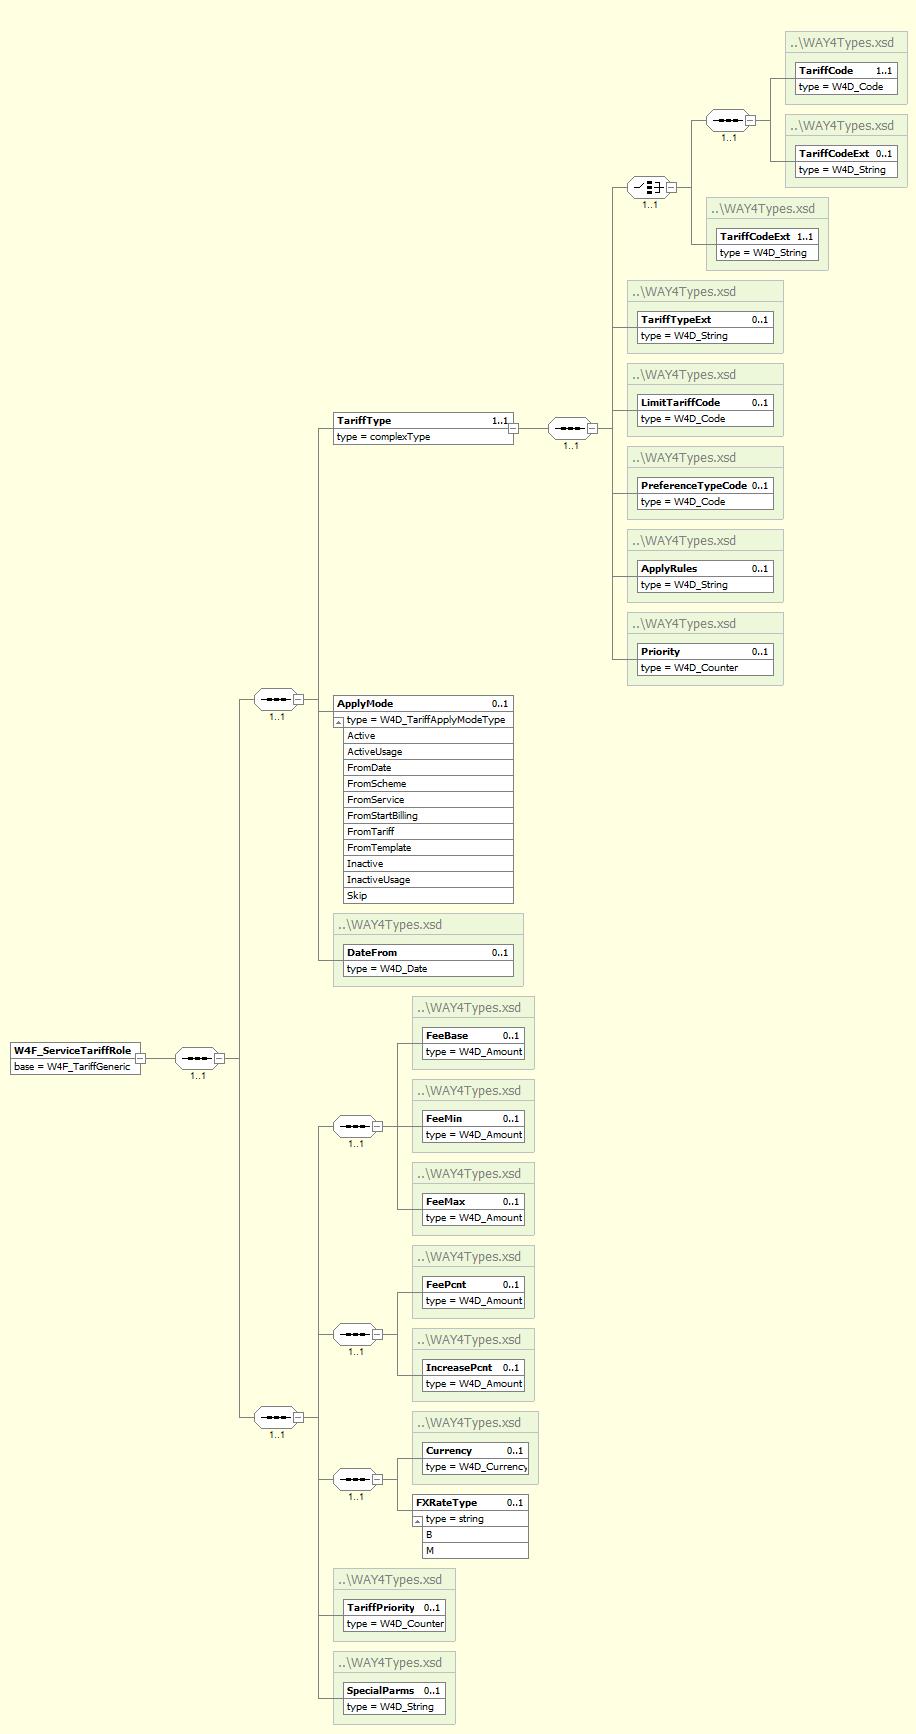 ..\WAY4Types.xsd
TariffCode 1..1
type = W4D_Code
1..1
..\WAY4Types.xsd
TariffCodeExt 0..1
type = W4D_String
1..1
..\WAY4Types.xsd
TariffCodeExt 1..1
type = W4D_String
..\WAY4Types.xsd
TariffTypeExt 0..1
type = W4D_String
..\WAY4Types.xsd
LimitTariffCode 0..1
type = W4D_Code
TariffType 1..1
type = complexType
1..1
..\WAY4Types.xsd
PreferenceTypeCode 0..1
type = W4D_Code
..\WAY4Types.xsd
ApplyRules 0..1
type = W4D_String
..\WAY4Types.xsd
Priority 0..1
type = W4D_Counter
1..1
ApplyMode 0..1
type = W4D_TariffApplyModeType
Active
ActiveUsage
FromDate
FromScheme
FromService
FromStartBilling
FromTariff
FromTemplate
Inactive
InactiveUsage
Skip
..\WAY4Types.xsd
DateFrom 0..1
type = W4D_Date
W4F_ServiceTariffRole
base = W4F_TariffGeneric
1..1
..\WAY4Types.xsd
FeeBase 0..1
type = W4D_Amount
..\WAY4Types.xsd
FeeMin 0..1
type = W4D_Amount
1..1
..\WAY4Types.xsd
FeeMax 0..1
type = W4D_Amount
..\WAY4Types.xsd
FeePcnt 0..1
type = W4D_Amount
1..1
..\WAY4Types.xsd
IncreasePcnt 0..1
type = W4D_Amount
1..1
..\WAY4Types.xsd
Currency 0..1
type = W4D_Currency
1..1
FXRateType 0..1
type = string
B
M
..\WAY4Types.xsd
TariffPriority 0..1
type = W4D_Counter
..\WAY4Types.xsd
SpecialParms 0..1
type = W4D_String